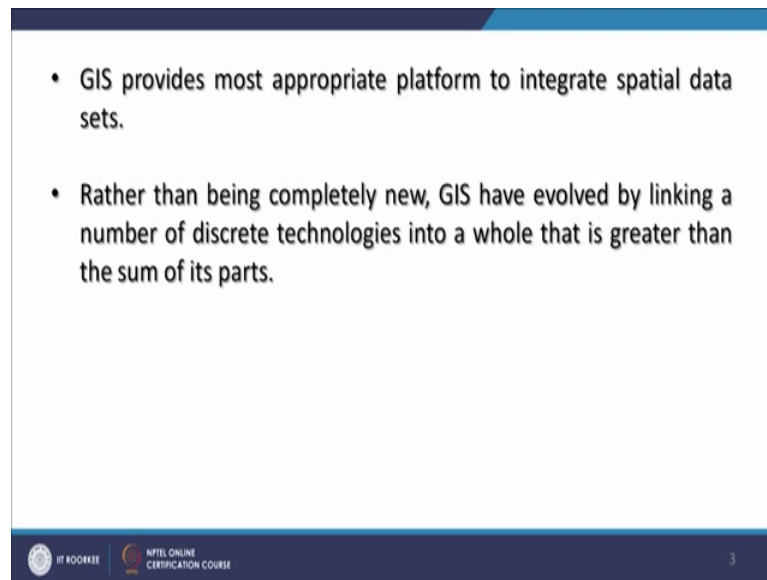 • GIS provides most appropriate platform to integrate spatial data
sets.
• Rather than being completely new, GIS have evolved by linking a
number of discrete technologies into a whole that is greater than
the sum of its parts.
IIT ROORKEE
NPTEL ONLINE
CERTIFICATION COURSE
3